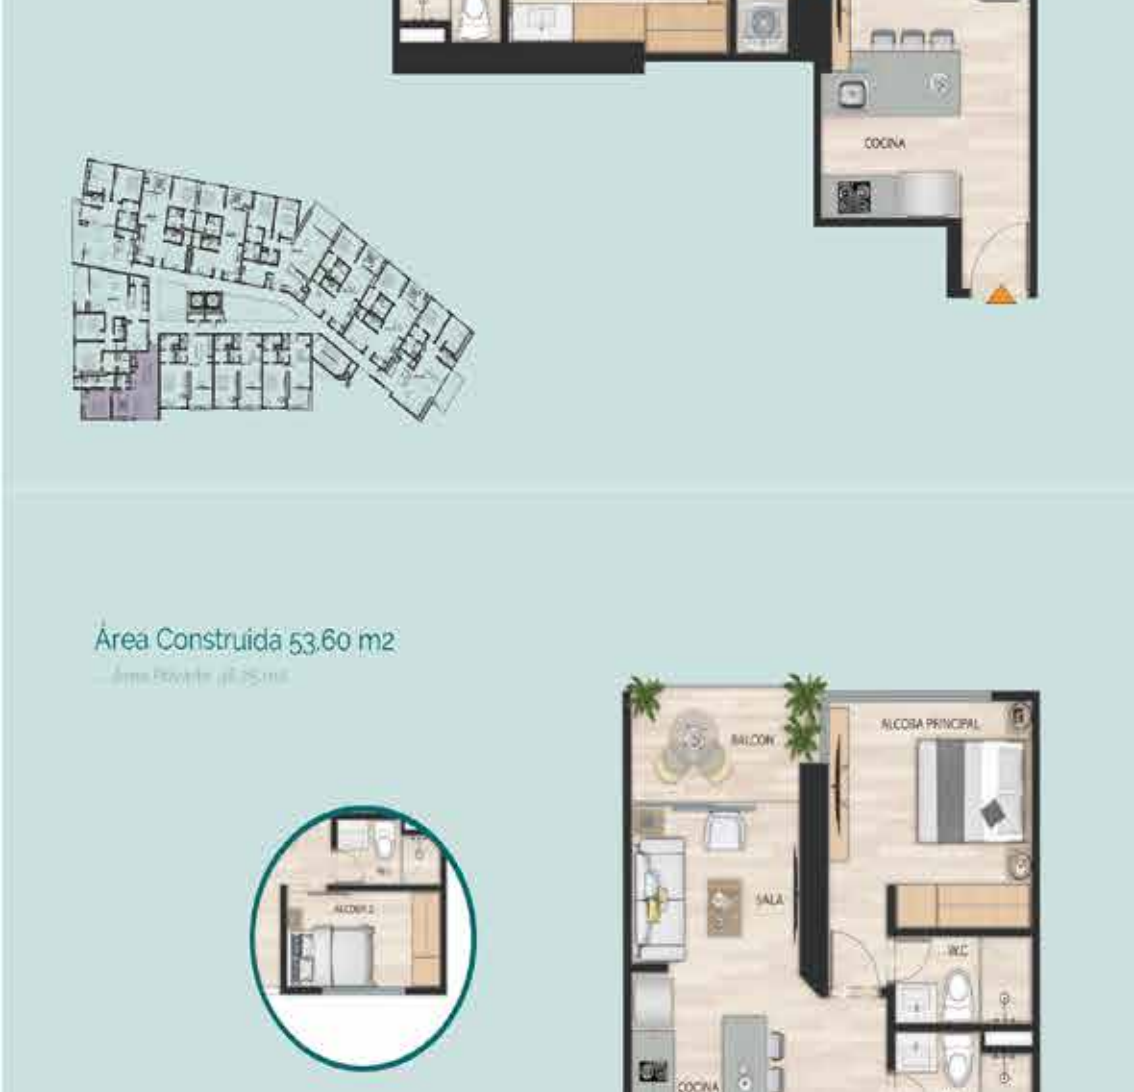 COCINA
Área Construida 53.60 m2
BALCON
ALCOBA PRINCIPAL
SALA
ALCOBA 2
W.C
COCINA